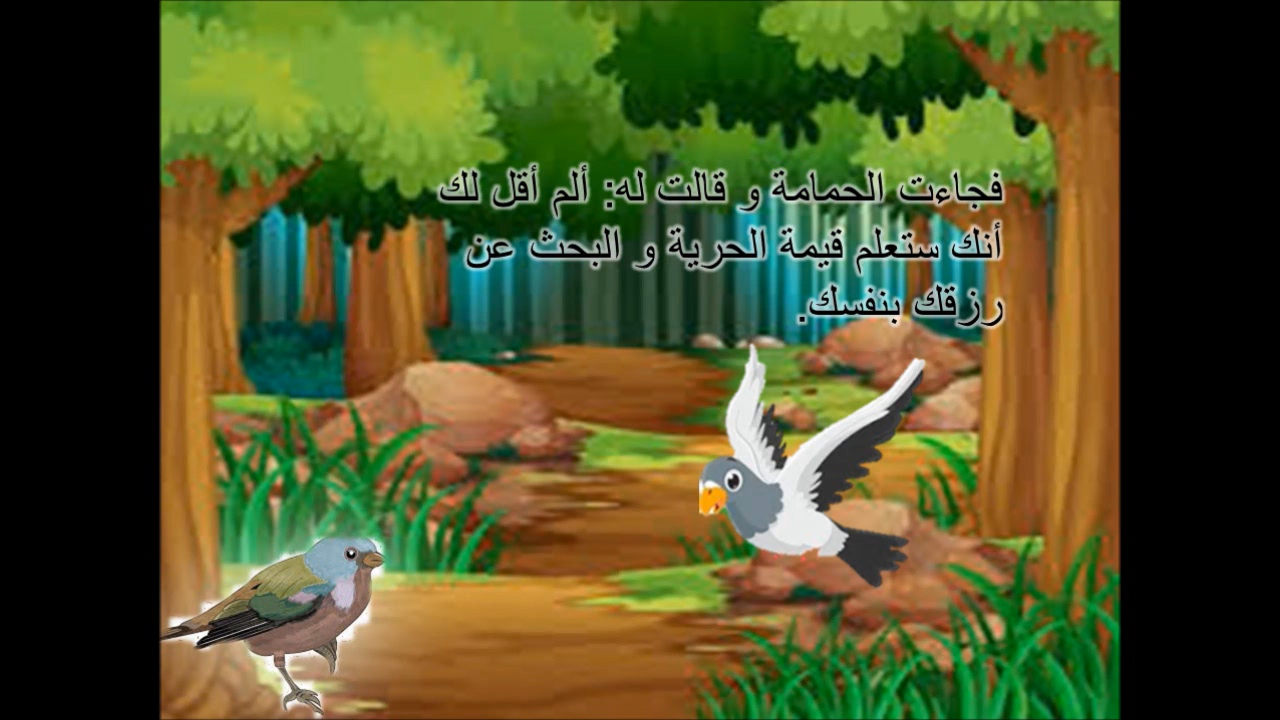 فجاءت الحمامة و قالت له: ألم أقل لك
أنك ستعلم قيمة الحرية و البحث عن
رزقك بنفسك.